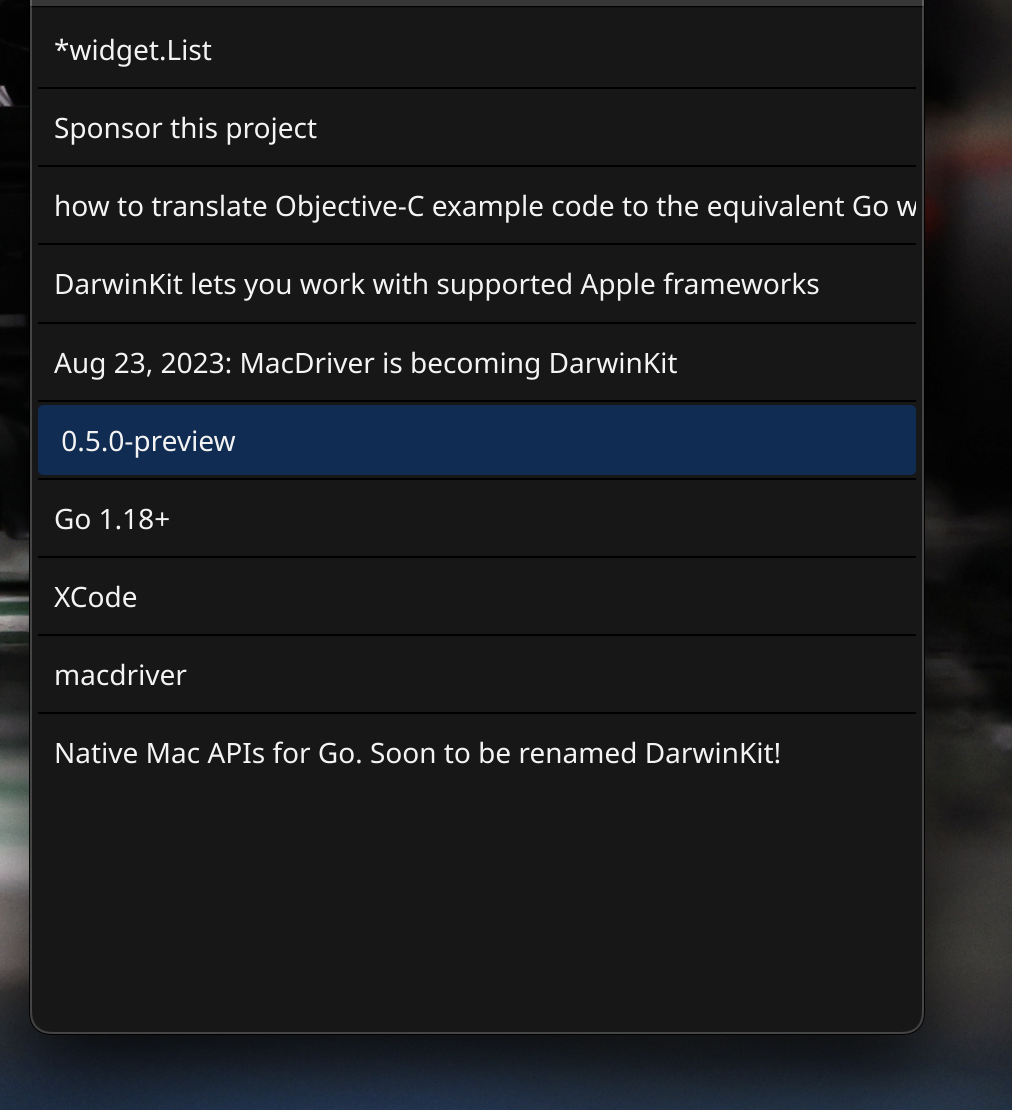 *widget.List
Sponsor this project
how to translate Objective-C example code to the equivalent Go
DarwinKit lets you work with supported Apple frameworks
Aug 23, 2023: MacDriver is becoming DarwinKit
0.5.0-preview
Go 1.18+
XCode
macdriver
Native Mac APIs for Go. Soon to be renamed DarwinKit!